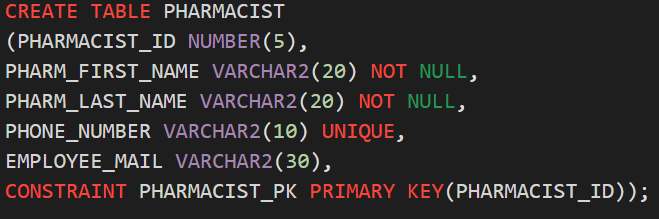 CREATE TABLE PHARMACIST
(PHARMACIST_ID NUMBER(5),
PHARM_FIRST_NAME VARCHAR2(20) NOT NULL,
PHARM_LAST_NAME VARCHAR2(20) NOT NULL,
PHONE_NUMBER VARCHAR2(10) UNIQUE,
EMPLOYEE_MAIL VARCHAR2(30),
CONSTRAINT PHARMACIST_PK PRIMARY KEY(PHARMACIST_ID));